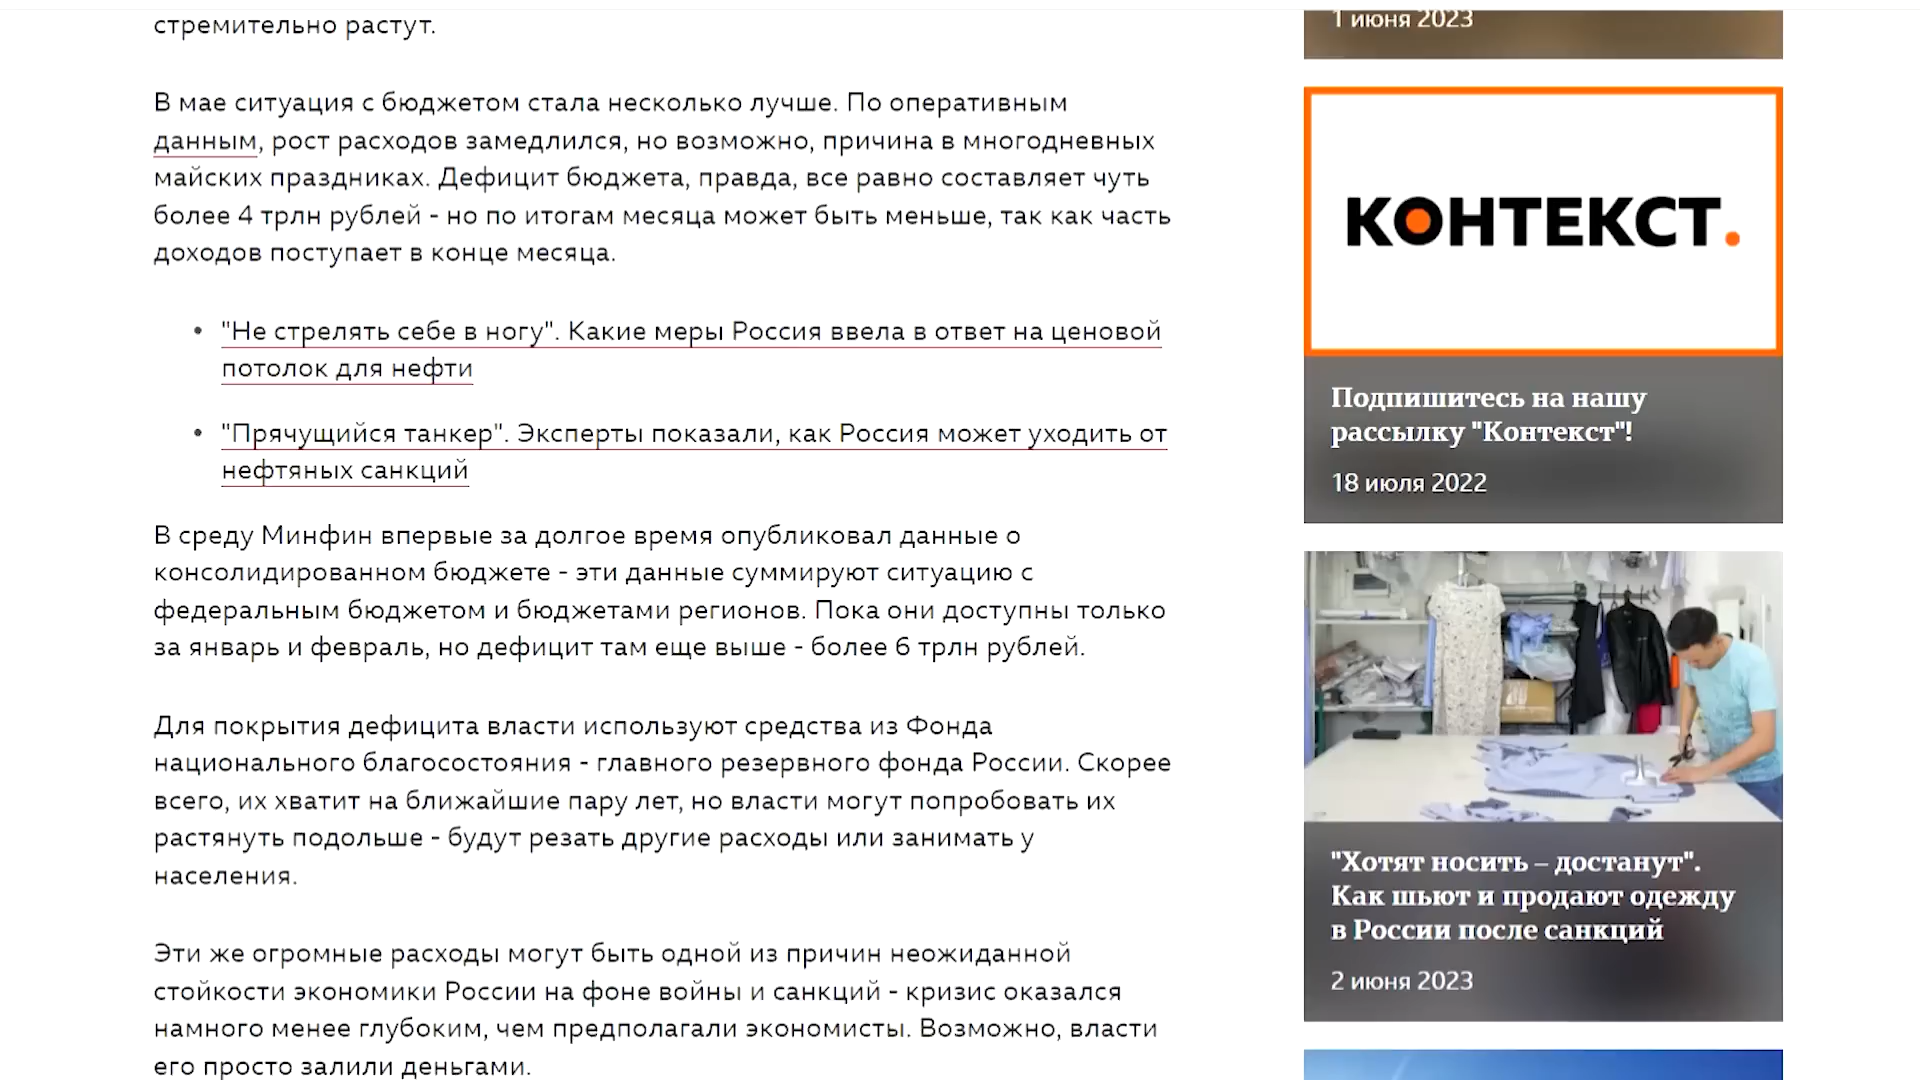 стремительно растут.
В мае ситуация с бюджетом стала несколько лучше. По оперативным
данным, рост расходов замедлился, но возможно, причина в многодневных
майских праздниках. Дефицит бюджета, правда, все равно составляет чуть
более 4 трлн рублей - но по итогам месяца может быть меньше, так как часть
доходов поступает в конце месяца.
• "Не стрелять себе в ногу". Какие меры Россия ввела в ответ на ценовой
потолок для нефти
• "Прячущийся танкер". Эксперты показали, как Россия может уходить от
нефтяных санкций
В среду Минфин впервые за долгое время опубликовал данные о
консолидированном бюджете - эти данные суммируют ситуацию с
федеральным бюджетом и бюджетами регионов. Пока они доступны только
за январь и февраль, но дефицит там еще выше - более 6 трлн рублей.
Для покрытия дефицита власти используют средства из Фонда
национального благосостояния - главного резервного фонда России. Скорее
всего, их хватит на ближайшие пару лет, но власти могут попробовать их
растянуть подольше - будут резать другие расходы или занимать у
населения.
Эти же огромные расходы могут быть одной из причин неожиданной
стойкости экономики России на фоне войны и санкций - кризис оказался
намного менее глубоким, чем предполагали экономисты. Возможно, власти
его просто залили деньгами.
1 июня 2023
КОНТЕКСТ.
Подпишитесь на нашу
рассылку "Контекст"!
18 июля 2022
"Хотят носить – достанут".
Как шьют и продают одежду
в России после санкций
2 июня 2023